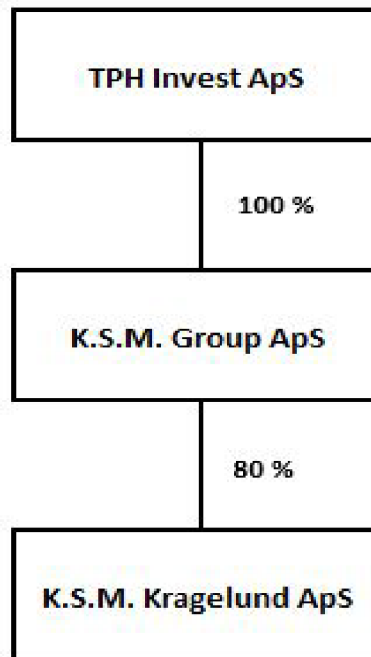 TPH Invest ApS
100 %
K.S.M. Group ApS
80 %
K.S.M. Kragelund ApS